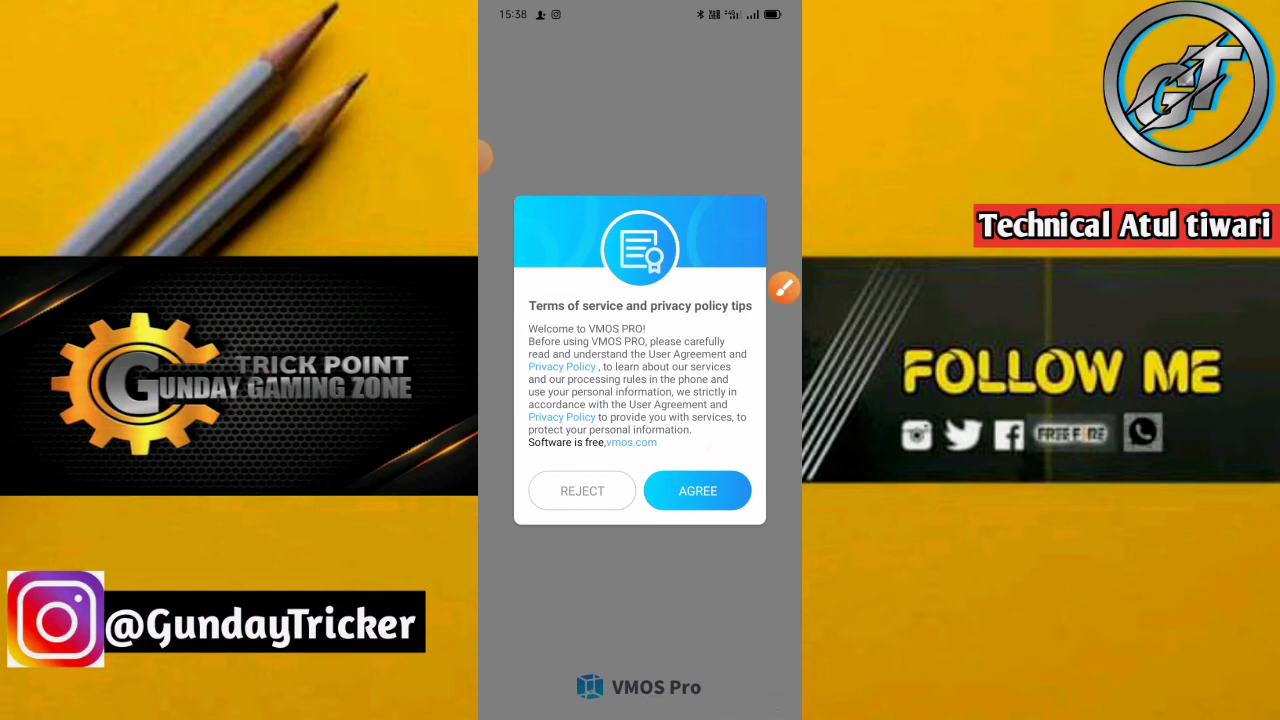 15:38
Technical Atul tiwari
Terms of service and privacy policy tips
Welcome to VMOS PRO!
Before using VMOS PRO, please carefully
read and understand the User Agreement and
Privacy Policy , to learn about our services
and our processing rules in the phone and
use your personal information, we strictly in
accordance with the User Agreement and
Privacy Policy to provide you with services, to
protect your personal information.
Software is free,vmos.com
REJECT
AGREE
VMOS Pro
TRICK POINT
GUNDAY GAMING ZONE
FOLLOW ME
FREE FIRE
@GundayTricker
GT